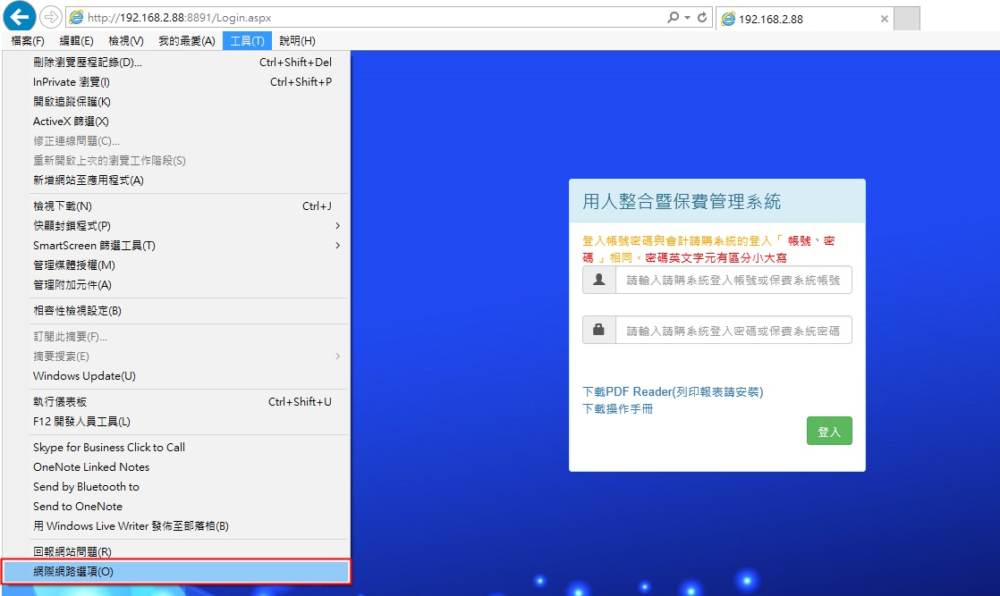 http://192.168.2.88:8891/Login.aspx
192.168.2.88
檔案(F) 編輯(E) 檢視(V) 我的最愛(A) 工具(T) 說明(H)
刪除瀏覽歷程記錄(D)... Ctrl+Shift+Del
InPrivate 瀏覽(I) Ctrl+Shift+P
開啟追蹤保護(K)
ActiveX 篩選(X)
修正連線問題(C)...
重新開啟上次的瀏覽工作階段(S)
新增網站至應用程式(A)
檢視下載(N) Ctrl+J
快顯封鎖程式(P)
SmartScreen 篩選工具(T)
管理媒體授權(M)
管理附加元件(A)
相容性檢視設定(B)
訂閱此摘要(F)...
摘要搜索(E)
Windows Update(U)
執行儀表板 Ctrl+Shift+U
F12 開發人員工具(L)
Skype for Business Click to Call
OneNote Linked Notes
Send by Bluetooth to
Send to OneNote
用 Windows Live Writer 發佈至部落格(B)
回報網站問題(R)
網際網路選項(O)
用人整合暨保費管理系統
登入帳號密碼與會計請購系統的登入「 帳號、密
碼 」相同。密碼英文字元有區分小大寫
請輸入請購系統登入帳號或保費系統帳號
請輸入請購系統登入密碼或保費系統密碼
下載PDF Reader(列印報表請安裝)
下載操作手冊
登入